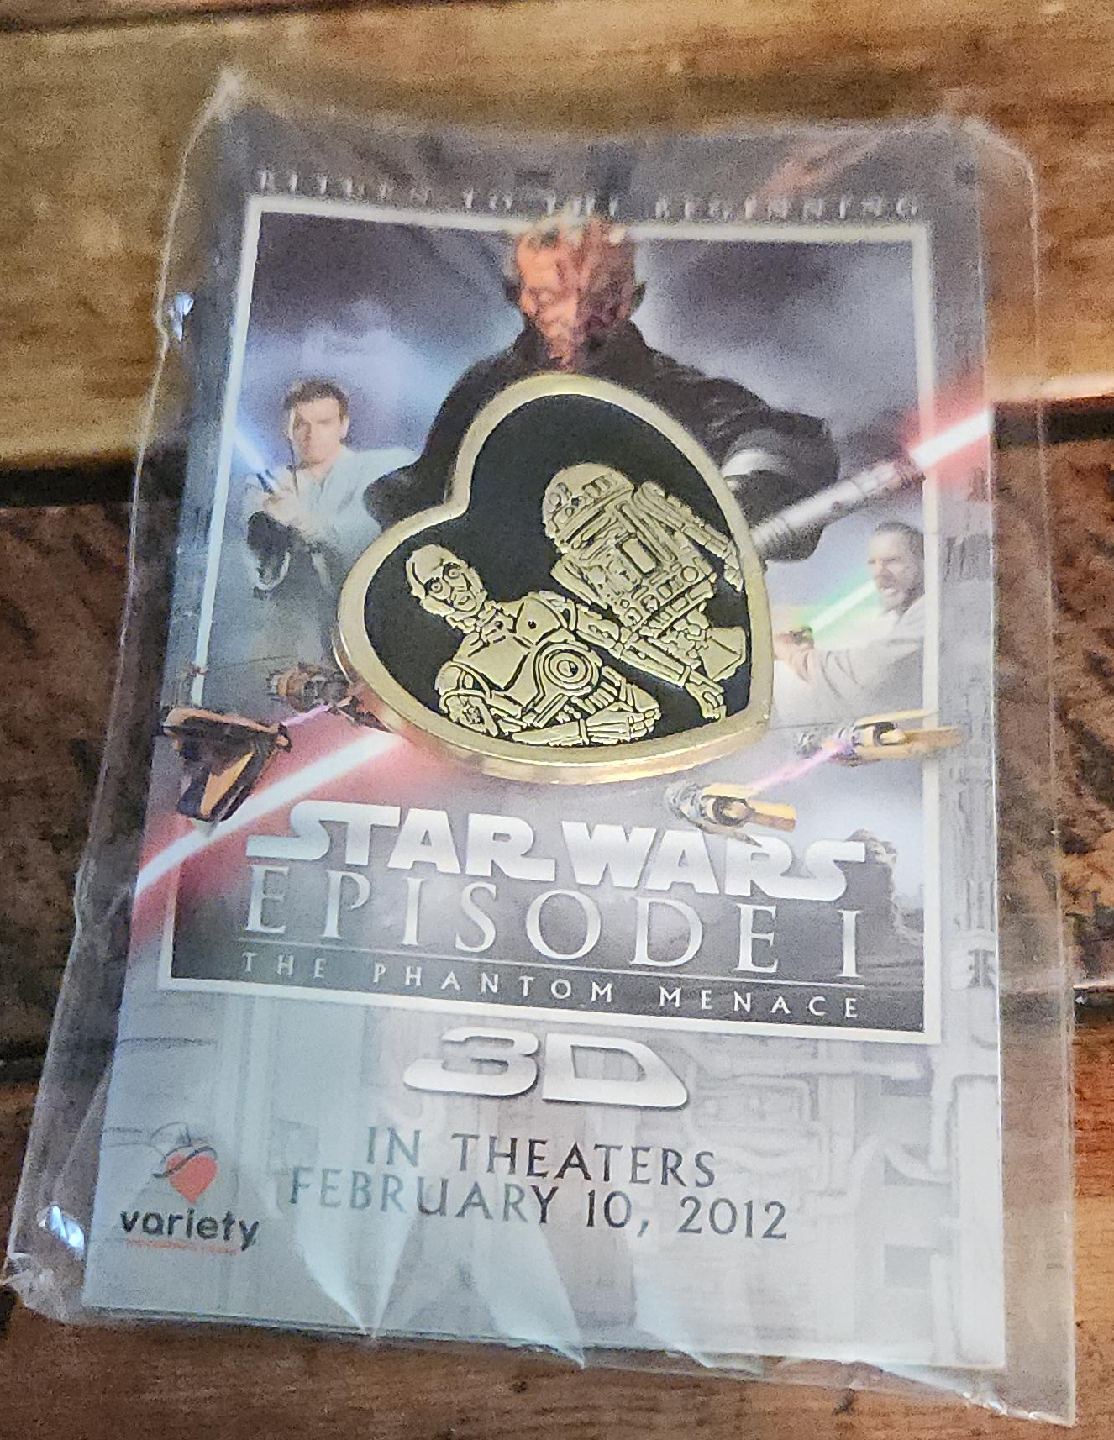 RETURN TO THE BEGINNING
STAR WARS
EPISODE I
THE PHANTOM MENACE
3D
IN THEATERS
FEBRUARY 10, 2012
variety